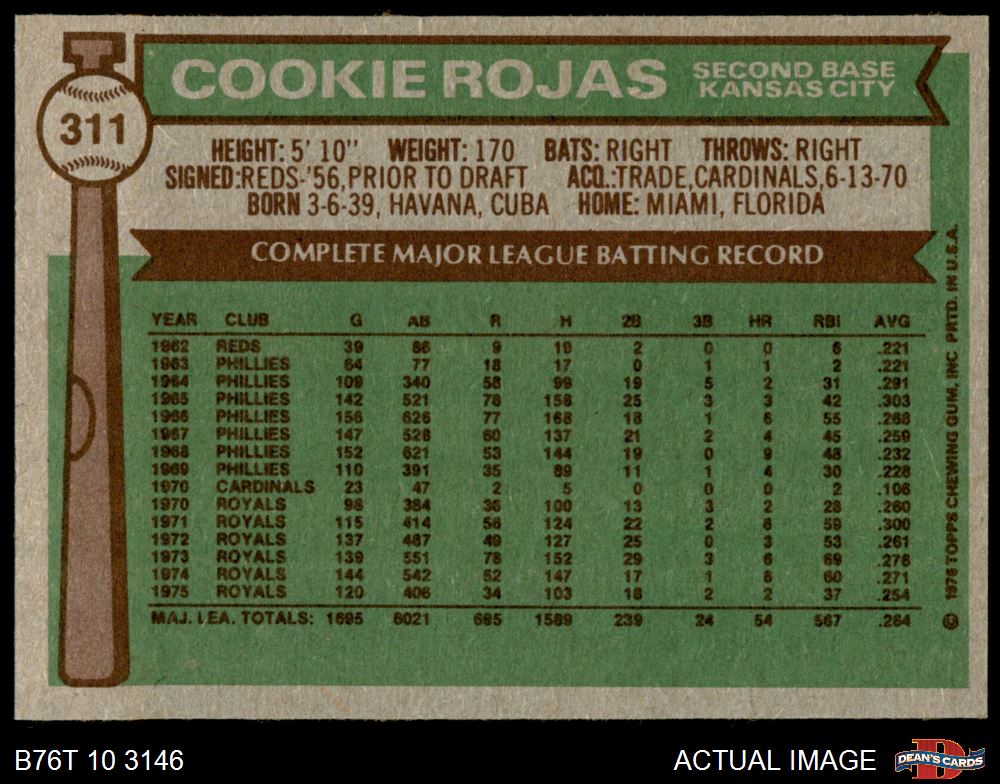 311
COOKIE ROJAS
SECOND BASE
KANSAS CITY
HEIGHT: 5' 10" WEIGHT: 170 BATS: RIGHT THROWS: RIGHT
SIGNED:REDS-'56,PRIOR TO DRAFT ACQ.:TRADE,CARDINALS,6-13-70
BORN 3-6-39, HAVANA, CUBA HOME: MIAMI, FLORIDA
COMPLETE MAJOR LEAGUE BATTING RECORD
YEAR CLUB G AB R H 2B 3B HR RBI AVG
1962 REDS 39 86 9 19 2 0 0 6 .221
1963 PHILLIES 64 77 18 17 0 1 1 2 .221
1964 PHILLIES 109 340 58 99 19 5 2 31 .291
1965 PHILLIES 142 521 78 158 25 3 3 42 .303
1966 PHILLIES 156 626 77 168 18 1 6 55 .268
1967 PHILLIES 147 528 60 137 21 2 4 45 .259
1968 PHILLIES 152 621 53 144 19 0 9 48 .232
1969 PHILLIES 110 391 35 89 11 1 4 30 .228
1970 CARDINALS 23 47 2 5 0 0 0 2 .106
1970 ROYALS 98 384 36 100 13 3 2 28 .260
1971 ROYALS 115 414 56 124 22 2 6 59 .300
1972 ROYALS 137 487 49 127 25 0 3 53 .261
1973 ROYALS 139 551 78 152 29 3 6 69 .276
1974 ROYALS 144 542 52 147 17 1 6 60 .271
1975 ROYALS 120 406 34 103 18 2 2 37 .254
MAJ. LEA. TOTALS: 1695 6021 695 1589 239 24 54 567 .264
© 1976 TOPPS CHEWING GUM, INC PRTD. IN U.S.A.
B76T 10 3146
ACTUAL IMAGE
D
DEAN'S CARDS